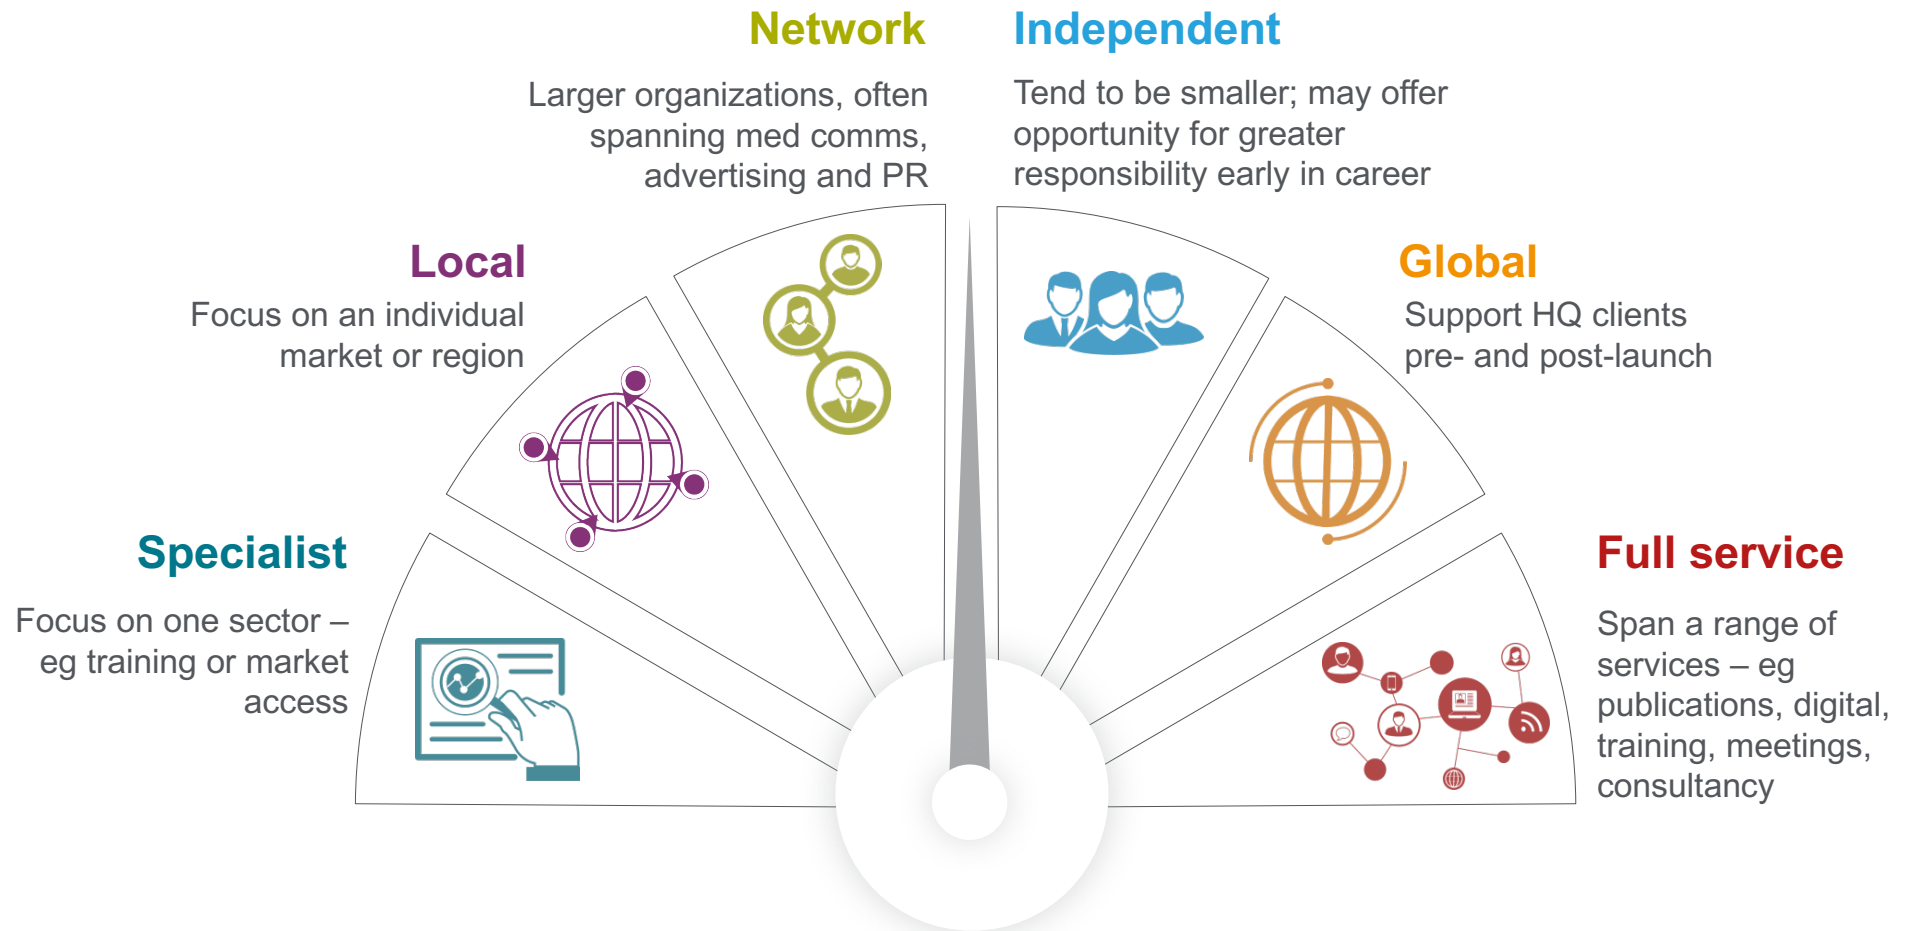 Network
Larger organizations, often
spanning med comms,
advertising and PR
Independent
Tend to be smaller; may offer
opportunity for greater
responsibility early in career
Local
Focus on an individual
market or region
Global
Support HQ clients
pre- and post-launch
Specialist
Focus on one sector –
eg training or market
access
Full service
Span a range of
services – eg
publications, digital,
training, meetings,
consultancy